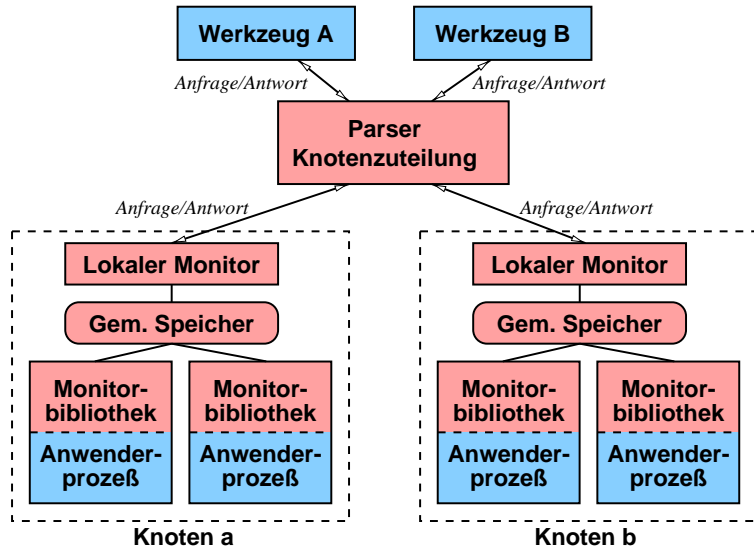 Werkzeug A
Werkzeug B
Anfrage/Antwort
Anfrage/Antwort
Parser
Knotenzuteilung
Anfrage/Antwort
Anfrage/Antwort
Lokaler Monitor
Gem. Speicher
Monitor-
bibliothek
Anwender-
prozeß
Monitor-
bibliothek
Anwender-
prozeß
Knoten a
Lokaler Monitor
Gem. Speicher
Monitor-
bibliothek
Anwender-
prozeß
Monitor-
bibliothek
Anwender-
prozeß
Knoten b